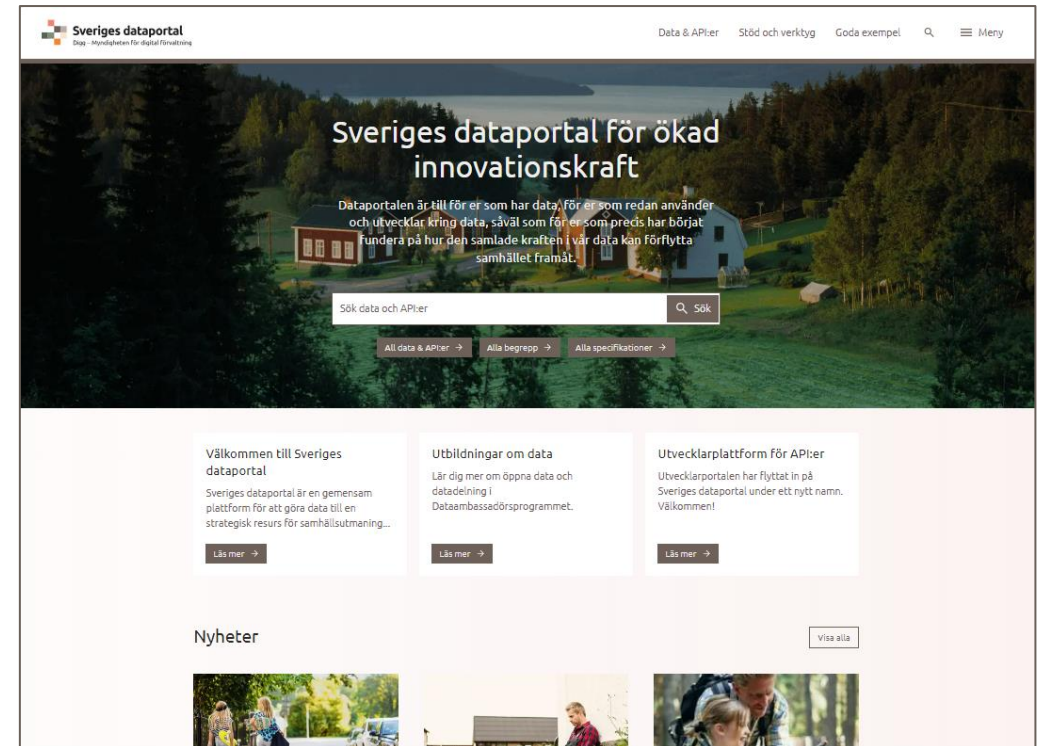 Sveriges dataportal
Digg - Myndigheten för digital förvaltning
Data & API:er
Stöd och verktyg
Goda exempel
Meny
Sveriges dataportal för ökad
innovationskraft
Dataportalen är till för er som har data, för er som redan använder
och utvecklar kring data, såväl som för er som precis har börjat
fundera på hur den samlade kraften i vår data kan förflytta
samhället framåt.
Sök data och API:er
Sök
All data & API:er →
Alla begrepp →
Alla specifikationer →
Välkommen till Sveriges
dataportal
Sveriges dataportal är en gemensam
plattform för att göra data till en
strategisk resurs för samhällsutmaning...
Läs mer →
Utbildningar om data
Lär dig mer om öppna data och
datadelning i
Dataambassadörsprogrammet.
Läs mer →
Utvecklarplattform för API:er
Utvecklarportalen har flyttat in på
Sveriges dataportal under ett nytt namn.
Välkommen!
Läs mer →
Nyheter
Visa alla